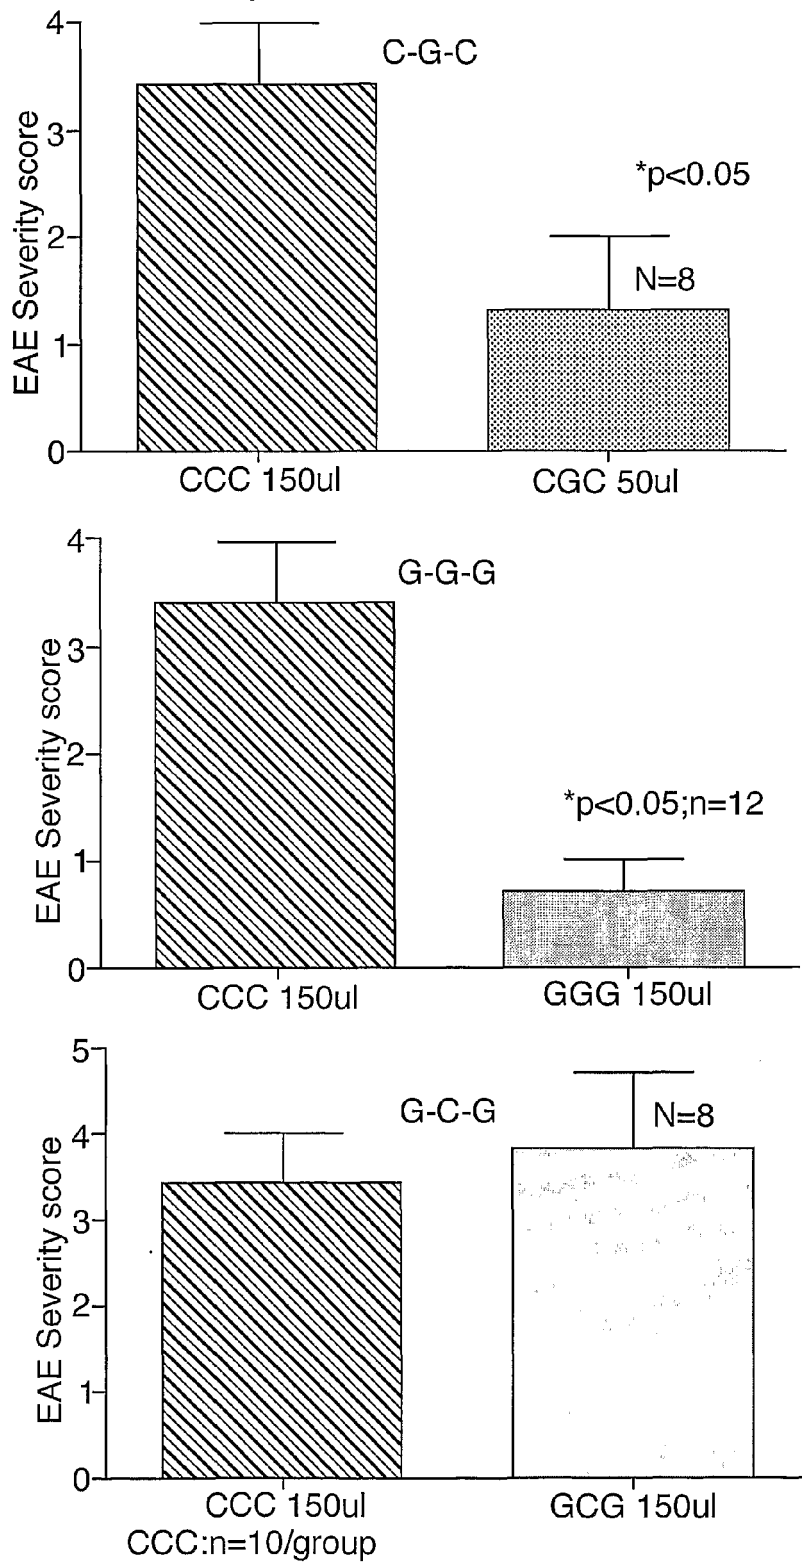 4
C-G-C
3
*p<0.05
2
N=8
1
0
EAE Severity score
CCC 150ul
CGC 50ul
4
G-G-G
3
2
*p<0.05;n=12
1
0
EAE Severity score
CCC 150ul
GGG 150ul
5
G-C-G
N=8
4
3
2
1
0
EAE Severity score
CCC 150ul
GCG 150ul
CCC:n=10/group